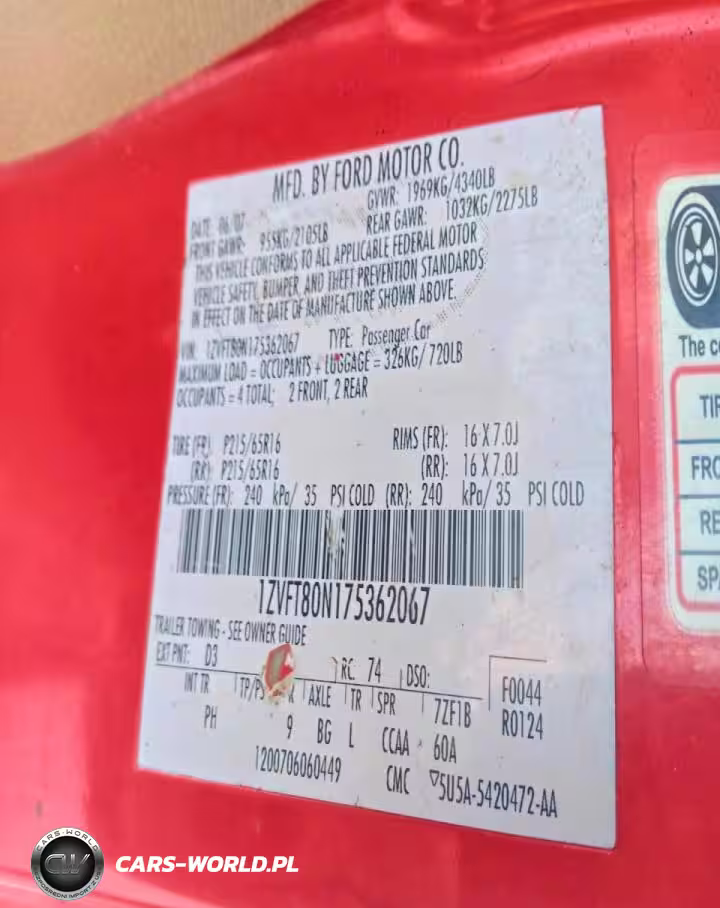 MFD. BY FORD MOTOR CO.
DATE: 06/07 GVWR: 1969KG/4340LB
FRONT GAWR: 955KG/2105LB REAR GAWR: 1032KG/2275LB
THIS VEHICLE CONFORMS TO ALL APPLICABLE FEDERAL MOTOR
VEHICLE SAFETY, BUMPER, AND THEFT PREVENTION STANDARDS
IN EFFECT ON THE DATE OF MANUFACTURE SHOWN ABOVE.
VIN: 1ZVFT80N175362067 TYPE: Passenger Car
MAXIMUM LOAD = OCCUPANTS + LUGGAGE = 326KG/720LB
OCCUPANTS = 4 TOTAL; 2 FRONT, 2 REAR
TIRE (FR): P215/65R16 RIMS (FR): 16 X 7.0J
(RR): P215/65R16 (RR): 16 X 7.0J
PRESSURE (FR): 240 kPa/ 35 PSI COLD (RR): 240 kPa/ 35 PSI COLD
1ZVFT80N175362067
TRAILER TOWING - SEE OWNER GUIDE
EXT PNT: D3 RC: 74 DSO: F0044
INT TR TP/PS R AXLE TR SPR 7ZF1B R0124
PH 9 BG L CCAA 60A
1200706060449 CMC 5U5A-5420472-AA
The co
TIR
FRO
RE
SPA
CARS-WORLD
CW
CARS-WORLD.PL